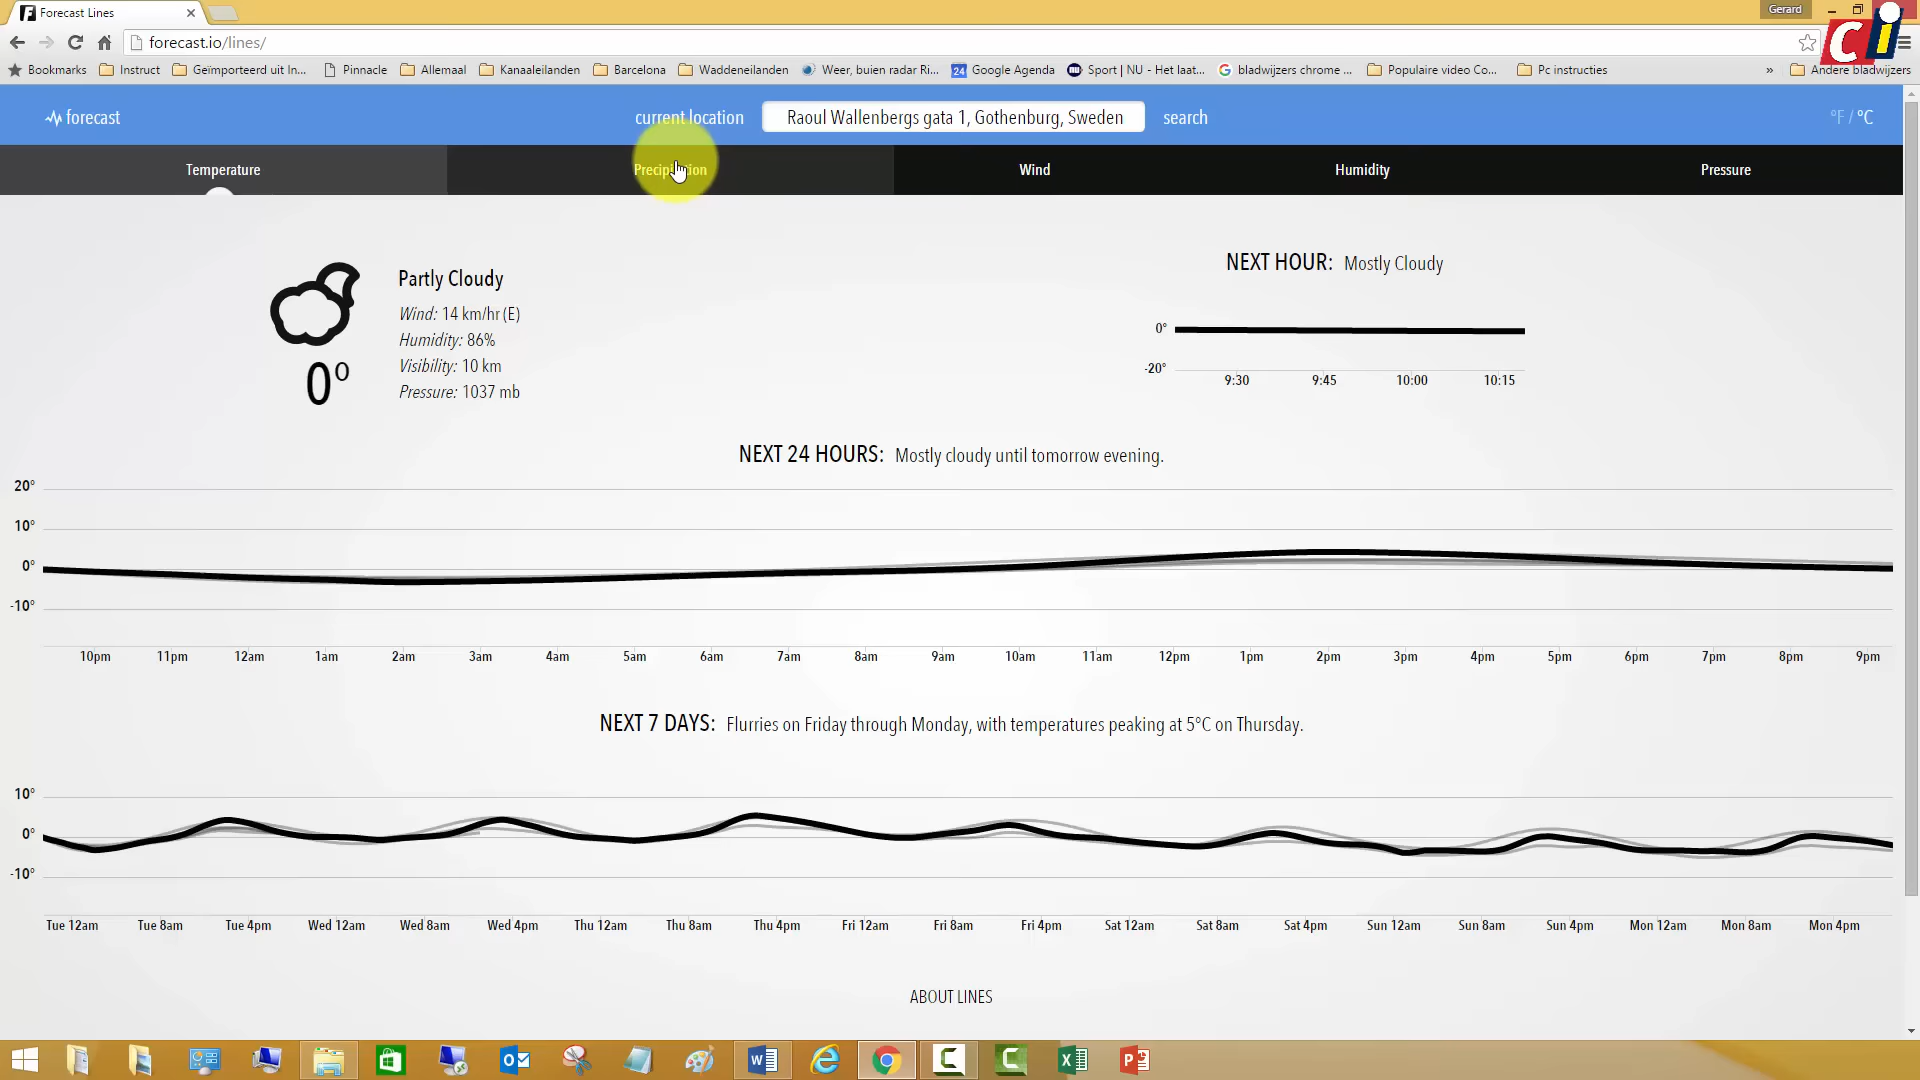 Forecast Lines
Gerard
forecast.io/lines/
Bookmarks Instruct Geïmporteerd uit In... Pinnacle Allemaal Kanaaleilanden Barcelona Waddeneilanden Weer, buien radar Ri... 24 Google Agenda Sport | NU - Het laat... bladwijzers chrome ... Populaire video Co... Pc instructies » Andere bladwijzers
forecast current location Raoul Wallenbergs gata 1, Gothenburg, Sweden search °F / °C
Temperature Precipitation Wind Humidity Pressure
Partly Cloudy
Wind: 14 km/hr (E)
Humidity: 86%
Visibility: 10 km
Pressure: 1037 mb
0°
NEXT HOUR: Mostly Cloudy
0°
-20°
9:30 9:45 10:00 10:15
NEXT 24 HOURS: Mostly cloudy until tomorrow evening.
20°
10°
0°
-10°
10pm 11pm 12am 1am 2am 3am 4am 5am 6am 7am 8am 9am 10am 11am 12pm 1pm 2pm 3pm 4pm 5pm 6pm 7pm 8pm 9pm
NEXT 7 DAYS: Flurries on Friday through Monday, with temperatures peaking at 5°C on Thursday.
10°
0°
-10°
Tue 12am Tue 8am Tue 4pm Wed 12am Wed 8am Wed 4pm Thu 12am Thu 8am Thu 4pm Fri 12am Fri 8am Fri 4pm Sat 12am Sat 8am Sat 4pm Sun 12am Sun 8am Sun 4pm Mon 12am Mon 8am Mon 4pm
ABOUT LINES